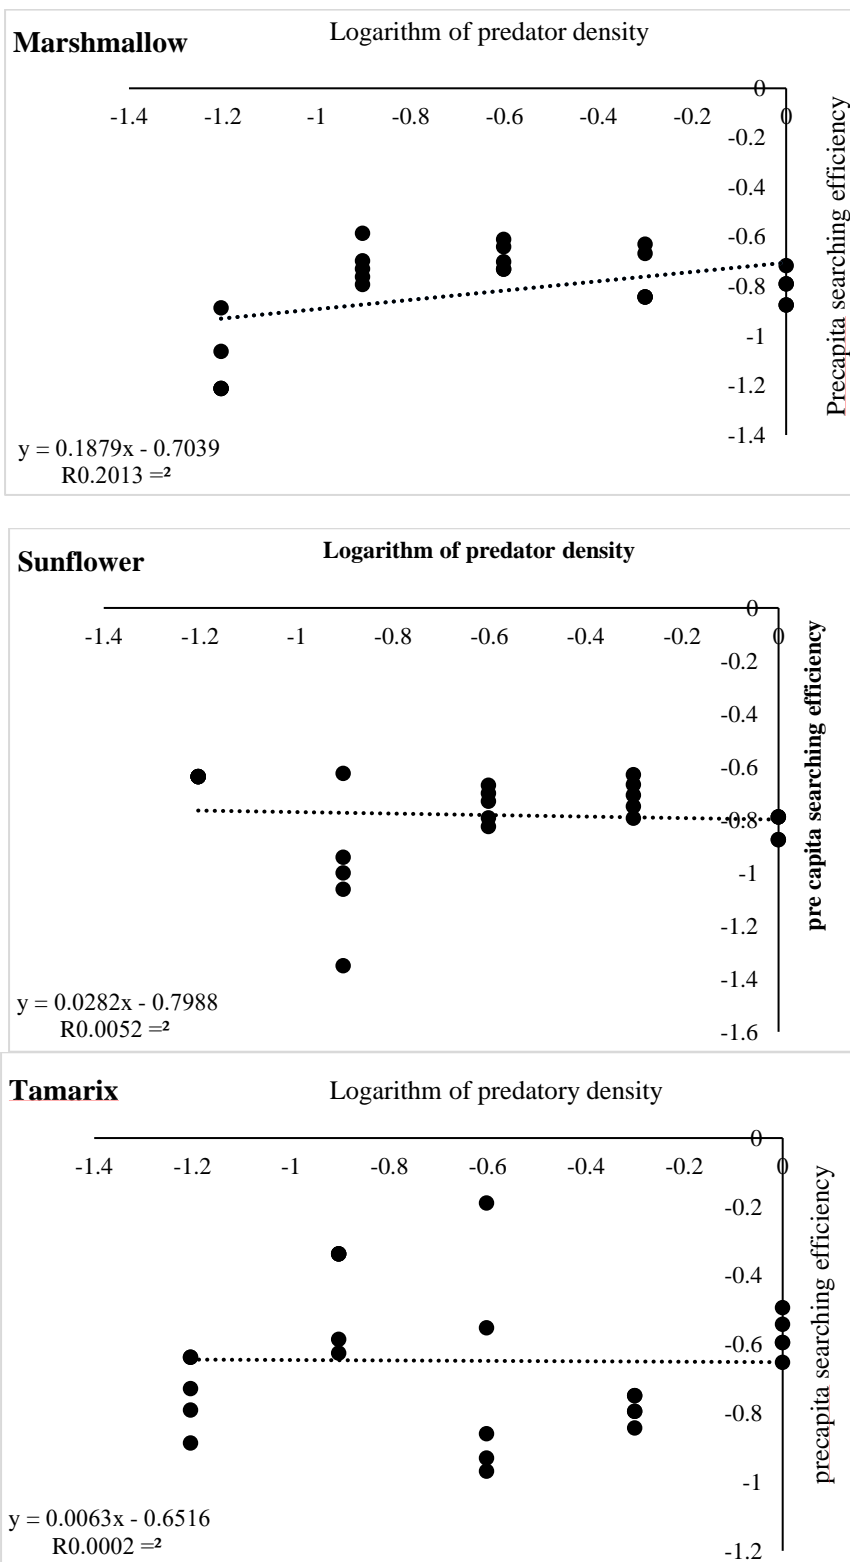 Marshmallow
Logarithm of predator density
0
-1.4 -1.2 -1 -0.8 -0.6 -0.4 -0.2 0
-0.2
-0.4
-0.6
-0.8
-1
-1.2
-1.4
Precapita searching efficiency
y = 0.1879x - 0.7039
R0.2013 =²
Sunflower
Logarithm of predator density
0
-1.4 -1.2 -1 -0.8 -0.6 -0.4 -0.2 0
-0.2
-0.4
-0.6
-0.8
-1
-1.2
-1.4
-1.6
pre capita searching efficiency
y = 0.0282x - 0.7988
R0.0052 =²
Tamarix
Logarithm of predatory density
0
-1.4 -1.2 -1 -0.8 -0.6 -0.4 -0.2 0
-0.2
-0.4
-0.6
-0.8
-1
-1.2
precapita searching efficiency
y = 0.0063x - 0.6516
R0.0002 =²